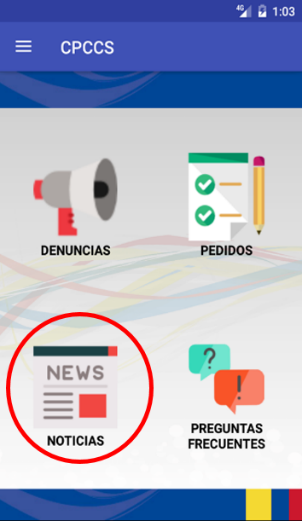 4G 1:03
CPCCS
DENUNCIAS
PEDIDOS
NEWS
NOTICIAS
?
!
PREGUNTAS
FRECUENTES